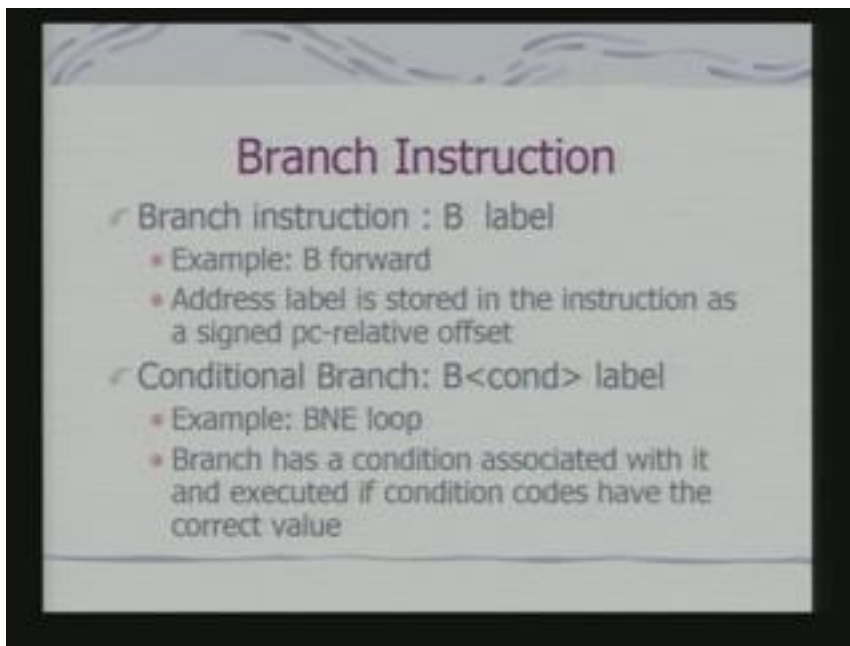 Branch Instruction
Branch instruction : B label
Example: B forward
Address label is stored in the instruction as
a signed pc-relative offset
Conditional Branch: B<cond> label
Example: BNE loop
Branch has a condition associated with it
and executed if condition codes have the
correct value